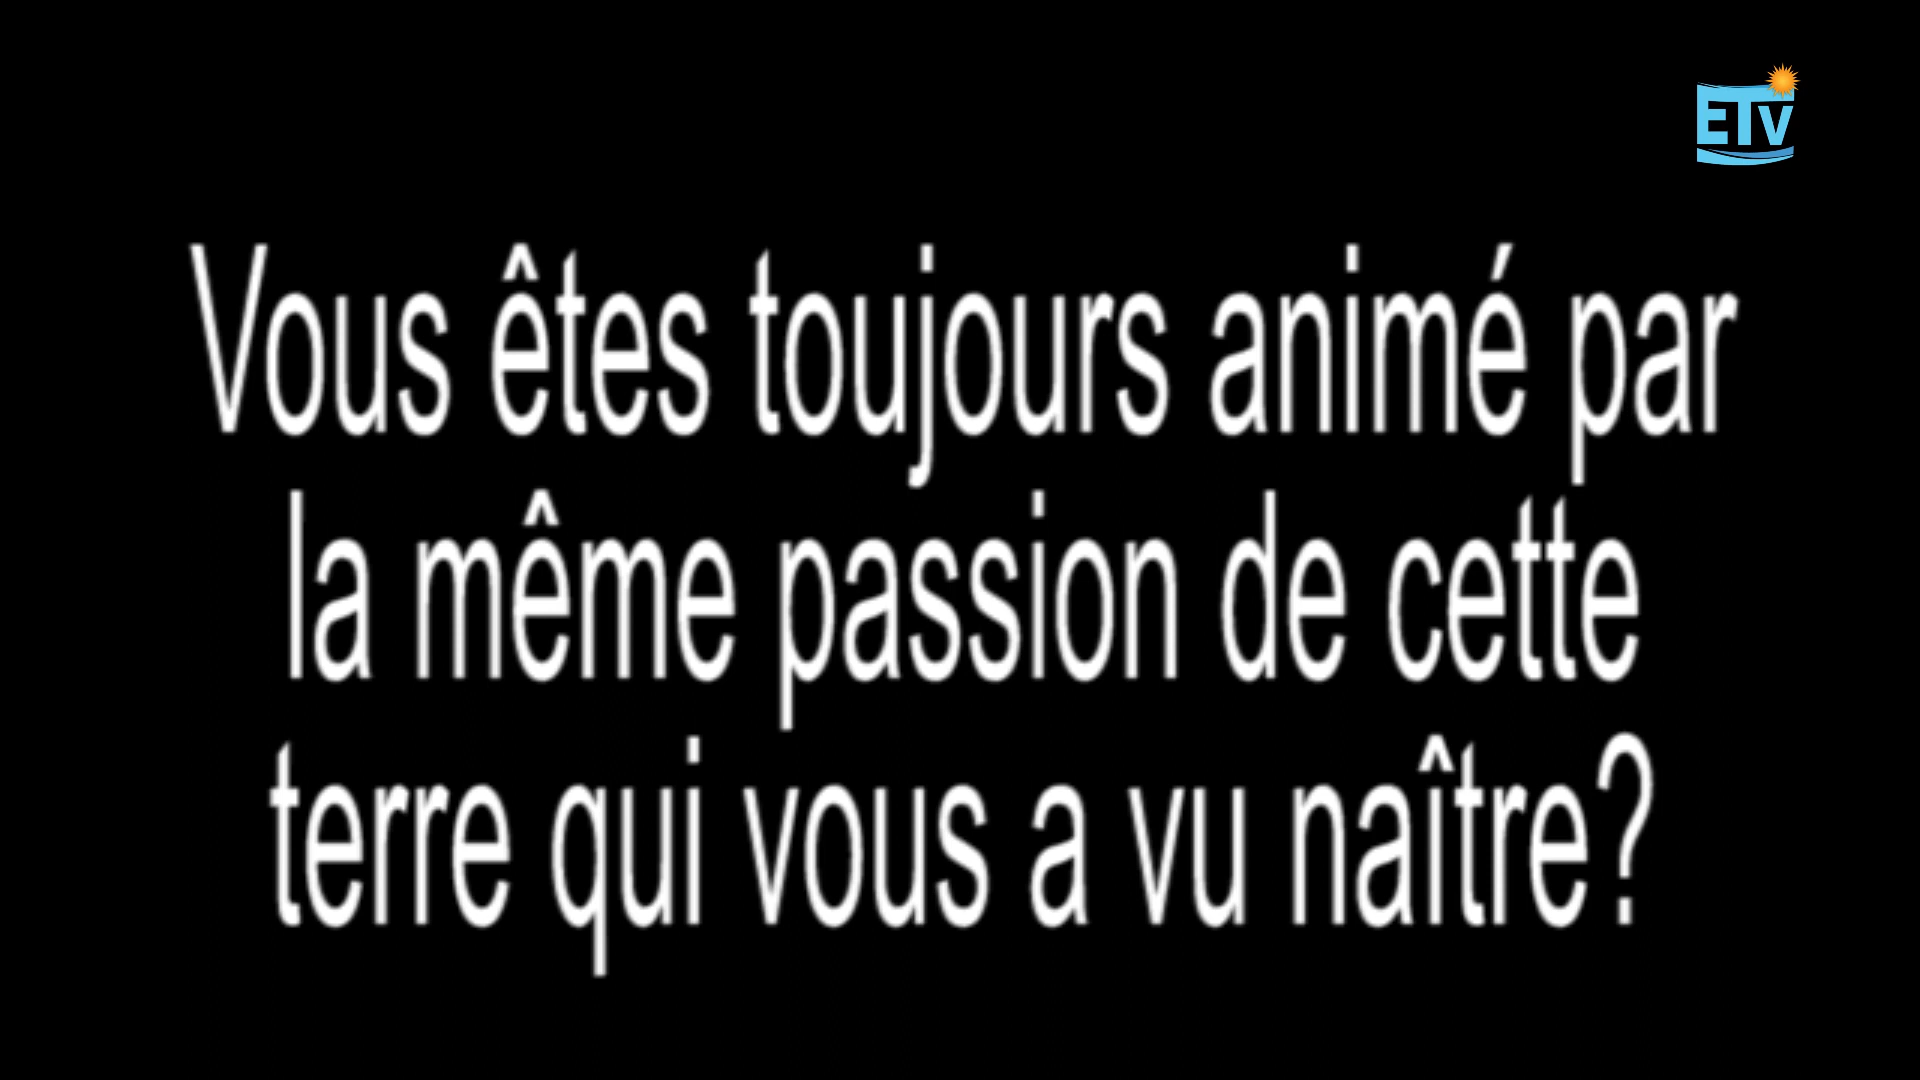 ETv
Vous êtes toujours animé par
la même passion de cette
terre qui vous a vu naître?